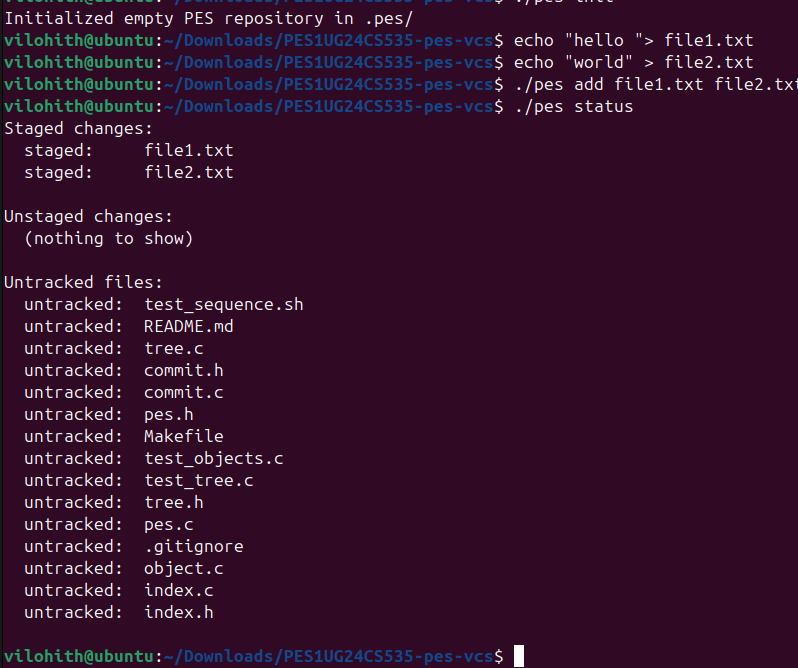 Initialized empty PES repository in .pes/
vilohith@ubuntu:~/Downloads/PES1UG24CS535-pes-vcs$ echo "hello "> file1.txt
vilohith@ubuntu:~/Downloads/PES1UG24CS535-pes-vcs$ echo "world" > file2.txt
vilohith@ubuntu:~/Downloads/PES1UG24CS535-pes-vcs$ ./pes add file1.txt file2.txt
vilohith@ubuntu:~/Downloads/PES1UG24CS535-pes-vcs$ ./pes status
Staged changes:
  staged:     file1.txt
  staged:     file2.txt

Unstaged changes:
  (nothing to show)

Untracked files:
  untracked:  test_sequence.sh
  untracked:  README.md
  untracked:  tree.c
  untracked:  commit.h
  untracked:  commit.c
  untracked:  pes.h
  untracked:  Makefile
  untracked:  test_objects.c
  untracked:  test_tree.c
  untracked:  tree.h
  untracked:  pes.c
  untracked:  .gitignore
  untracked:  object.c
  untracked:  index.c
  untracked:  index.h

vilohith@ubuntu:~/Downloads/PES1UG24CS535-pes-vcs$